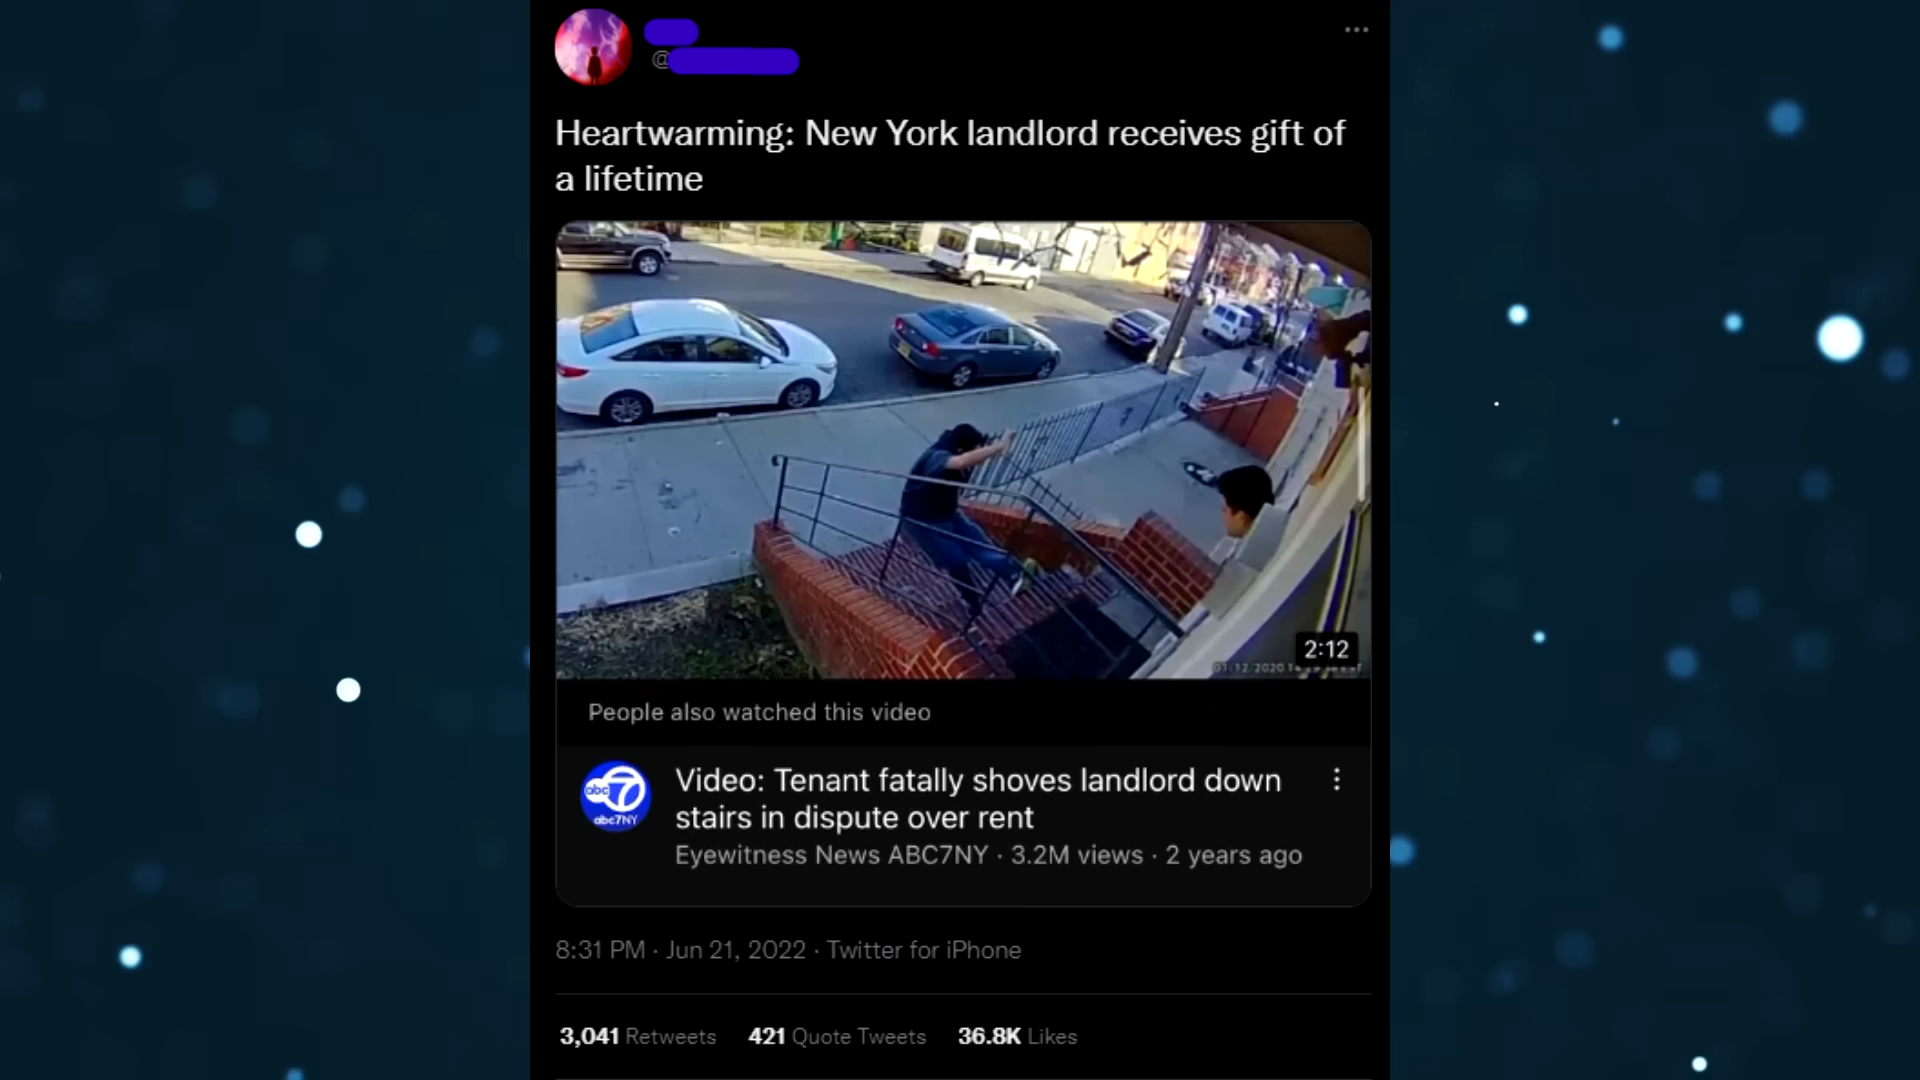 @
Heartwarming: New York landlord receives gift of
a lifetime
2:12
People also watched this video
abc 7
abc7NY
Video: Tenant fatally shoves landlord down
stairs in dispute over rent
Eyewitness News ABC7NY · 3.2M views · 2 years ago
8:31 PM · Jun 21, 2022 · Twitter for iPhone
3,041 Retweets 421 Quote Tweets 36.8K Likes